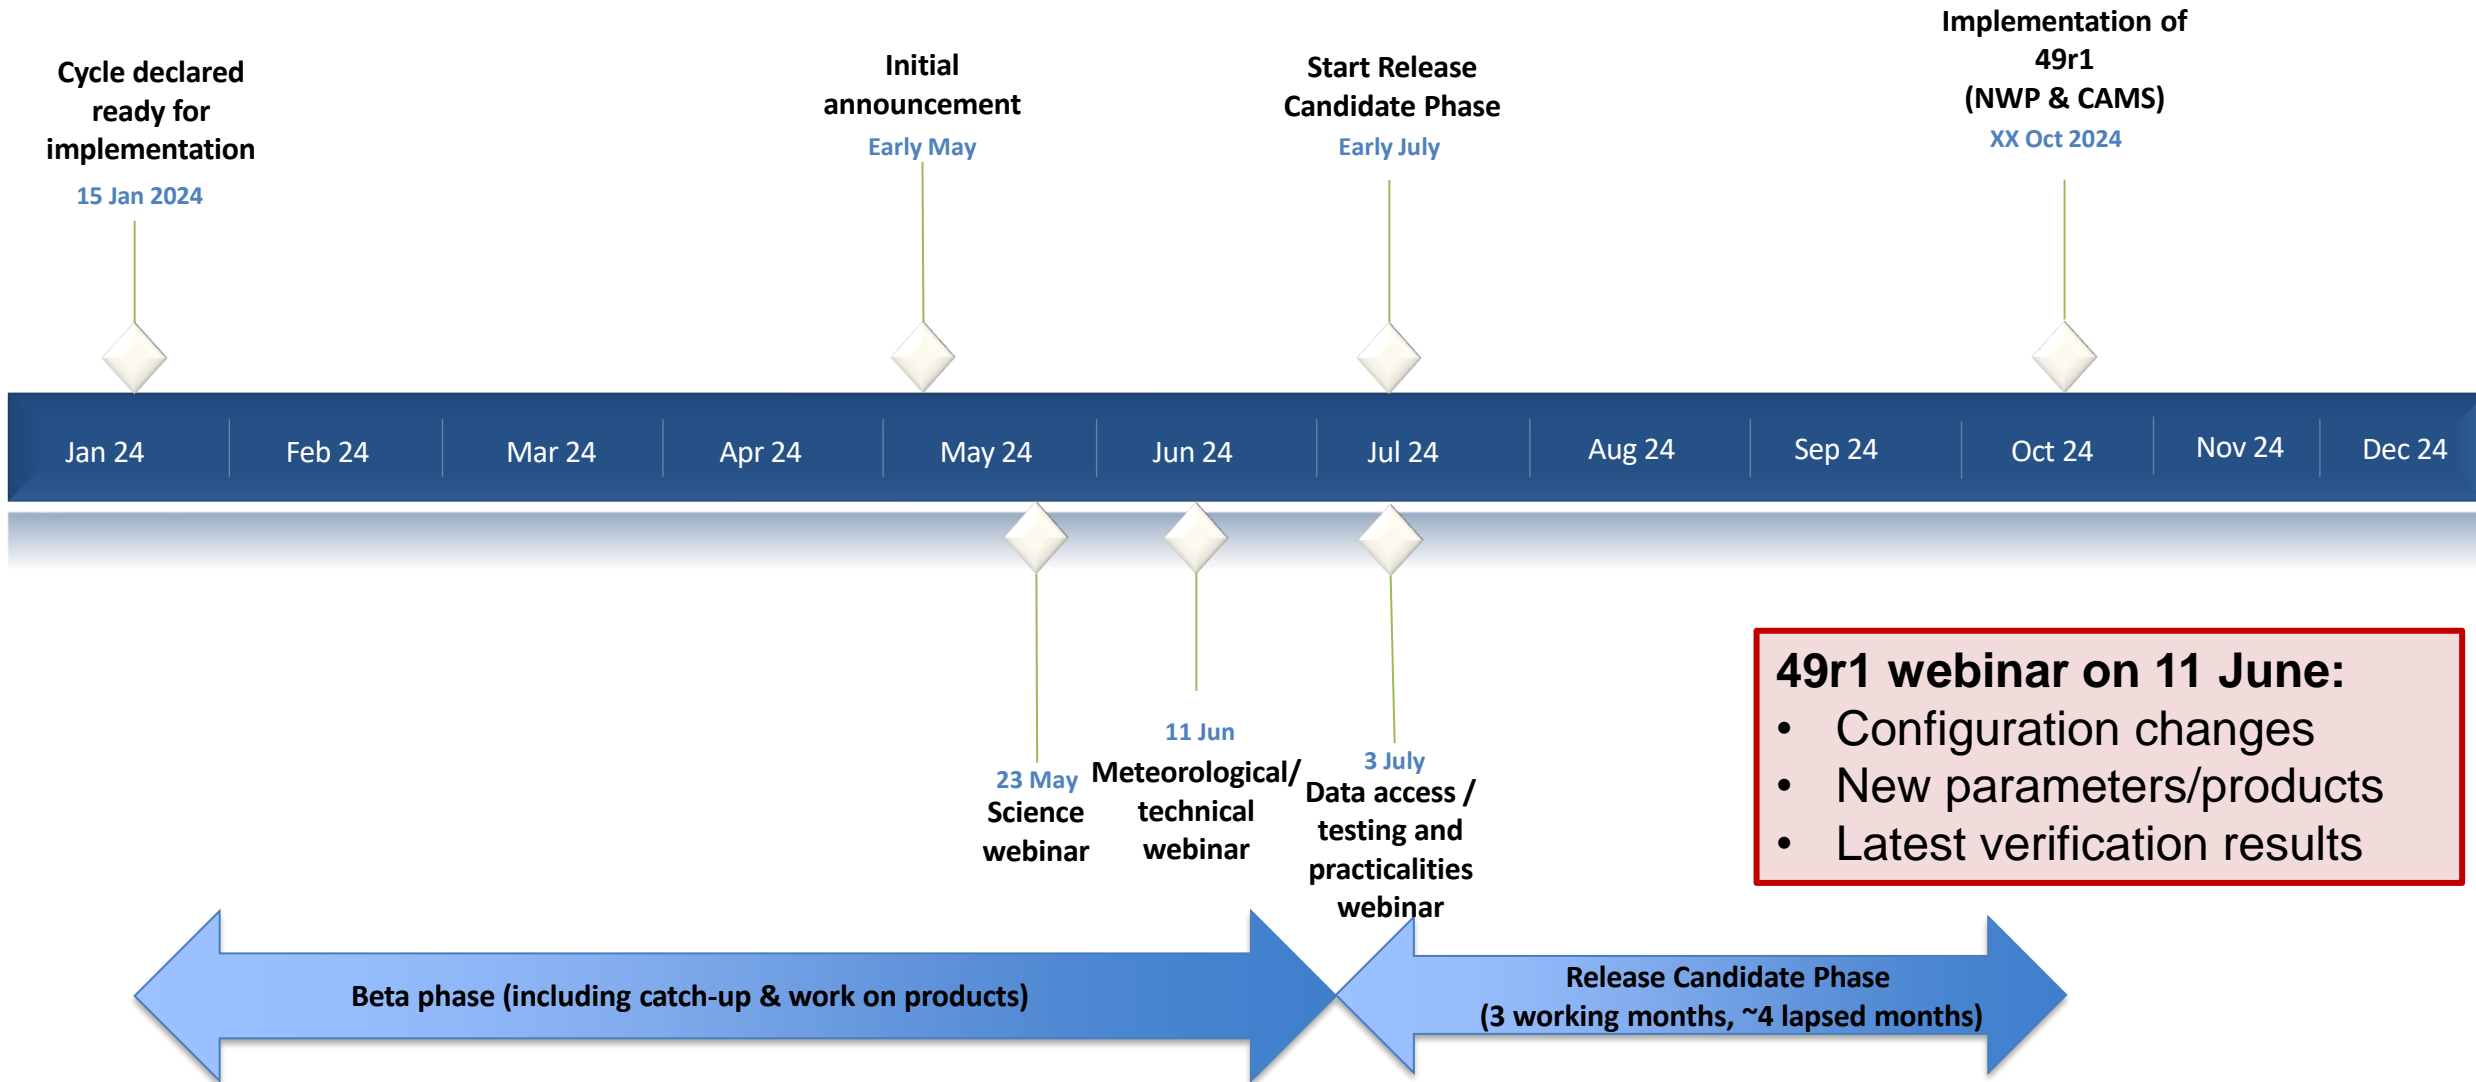 Cycle declared
ready for
implementation
15 Jan 2024
Initial
announcement
Early May
Start Release
Candidate Phase
Early July
Implementation of
49r1
(NWP & CAMS)
XX Oct 2024
Jan 24
Feb 24
Mar 24
Apr 24
May 24
Jun 24
Jul 24
Aug 24
Sep 24
Oct 24
Nov 24
Dec 24
23 May
Science
webinar
11 Jun
Meteorological/
technical
webinar
3 July
Data access /
testing and
practicalities
webinar
49r1 webinar on 11 June:
• Configuration changes
• New parameters/products
• Latest verification results
Beta phase (including catch-up & work on products)
Release Candidate Phase
(3 working months, ~4 lapsed months)